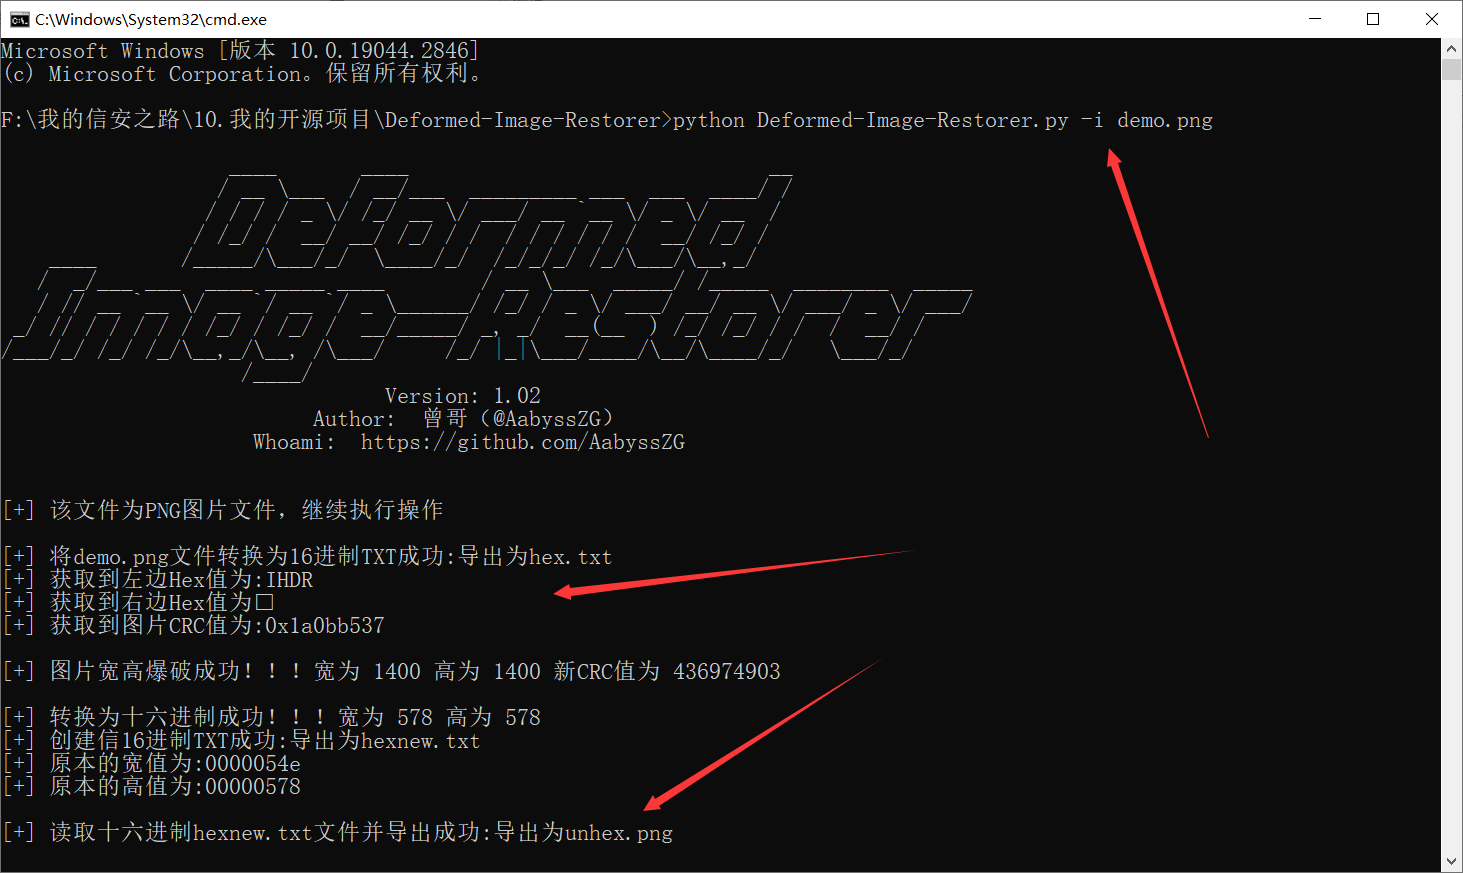 C:\Windows\System32\cmd.exe
Microsoft Windows [版本 10.0.19044.2846]
(c) Microsoft Corporation。保留所有权利。
F:\我的信安之路\10.我的开源项目\Deformed-Image-Restorer>python Deformed-Image-Restorer.py -i demo.png
Deformed
Image-Restorer
Version: 1.02
Author:  曾哥（@AabyssZG）
Whoami:  https://github.com/AabyssZG
[+] 该文件为PNG图片文件，继续执行操作
[+] 将demo.png文件转换为16进制TXT成功:导出为hex.txt
[+] 获取到左边Hex值为:IHDR
[+] 获取到右边Hex值为□
[+] 获取到图片CRC值为:0x1a0bb537
[+] 图片宽高爆破成功！！！宽为 1400 高为 1400 新CRC值为 436974903
[+] 转换为十六进制成功！！！宽为 578 高为 578
[+] 创建信16进制TXT成功:导出为hexnew.txt
[+] 原本的宽值为:0000054e
[+] 原本的高值为:00000578
[+] 读取十六进制hexnew.txt文件并导出成功:导出为unhex.png